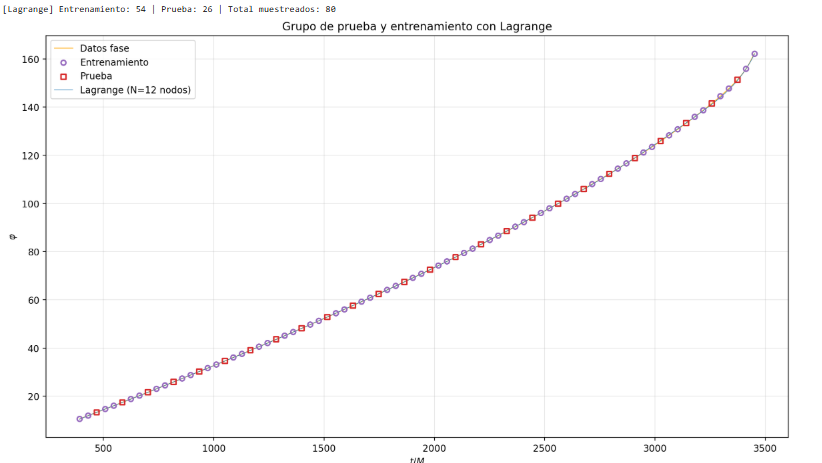 [Lagrange] Entrenamiento: 54 | Prueba: 26 | Total muestreados: 80
Grupo de prueba y entrenamiento con Lagrange
Datos fase
Entrenamiento
Prueba
Lagrange (N=12 nodos)
160
140
120
100
80
60
40
20
φ
500
1000
1500
2000
2500
3000
3500
t/M